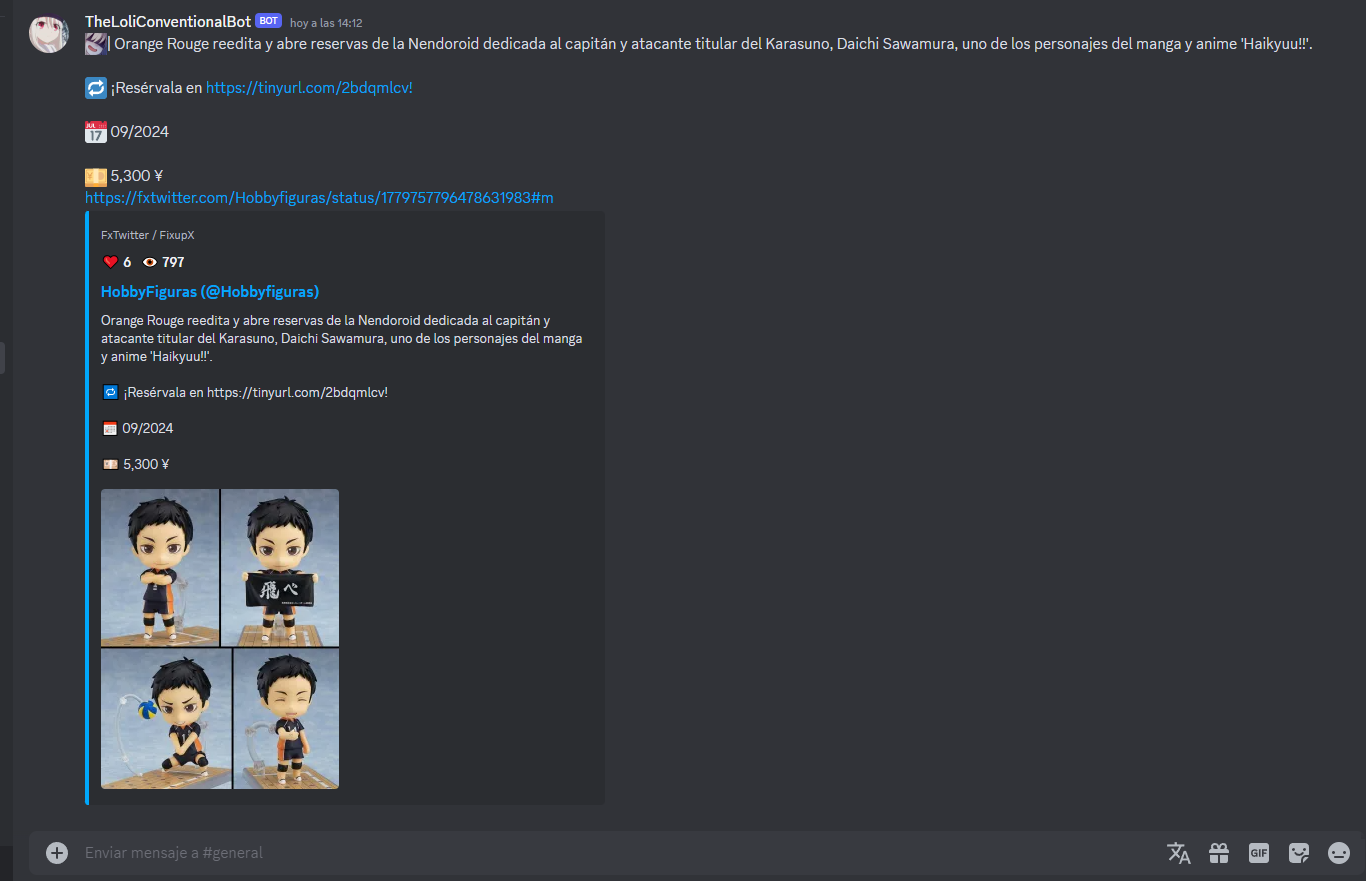 TheLoliConventionalBot BOT hoy a las 14:12
| Orange Rouge reedita y abre reservas de la Nendoroid dedicada al capitán y atacante titular del Karasuno, Daichi Sawamura, uno de los personajes del manga y anime 'Haikyuu!!'.
¡Resérvala en https://tinyurl.com/2bdqmlcv!
JUL 17 09/2024
5,300 ¥
https://fxtwitter.com/Hobbyfiguras/status/1779757796478631983#m
FxTwitter / FixupX
6 797
HobbyFiguras (@Hobbyfiguras)
Orange Rouge reedita y abre reservas de la Nendoroid dedicada al capitán y
atacante titular del Karasuno, Daichi Sawamura, uno de los personajes del manga
y anime 'Haikyuu!!'.
¡Resérvala en https://tinyurl.com/2bdqmlcv!
09/2024
5,300 ¥
飛べ
Enviar mensaje a #general
GIF